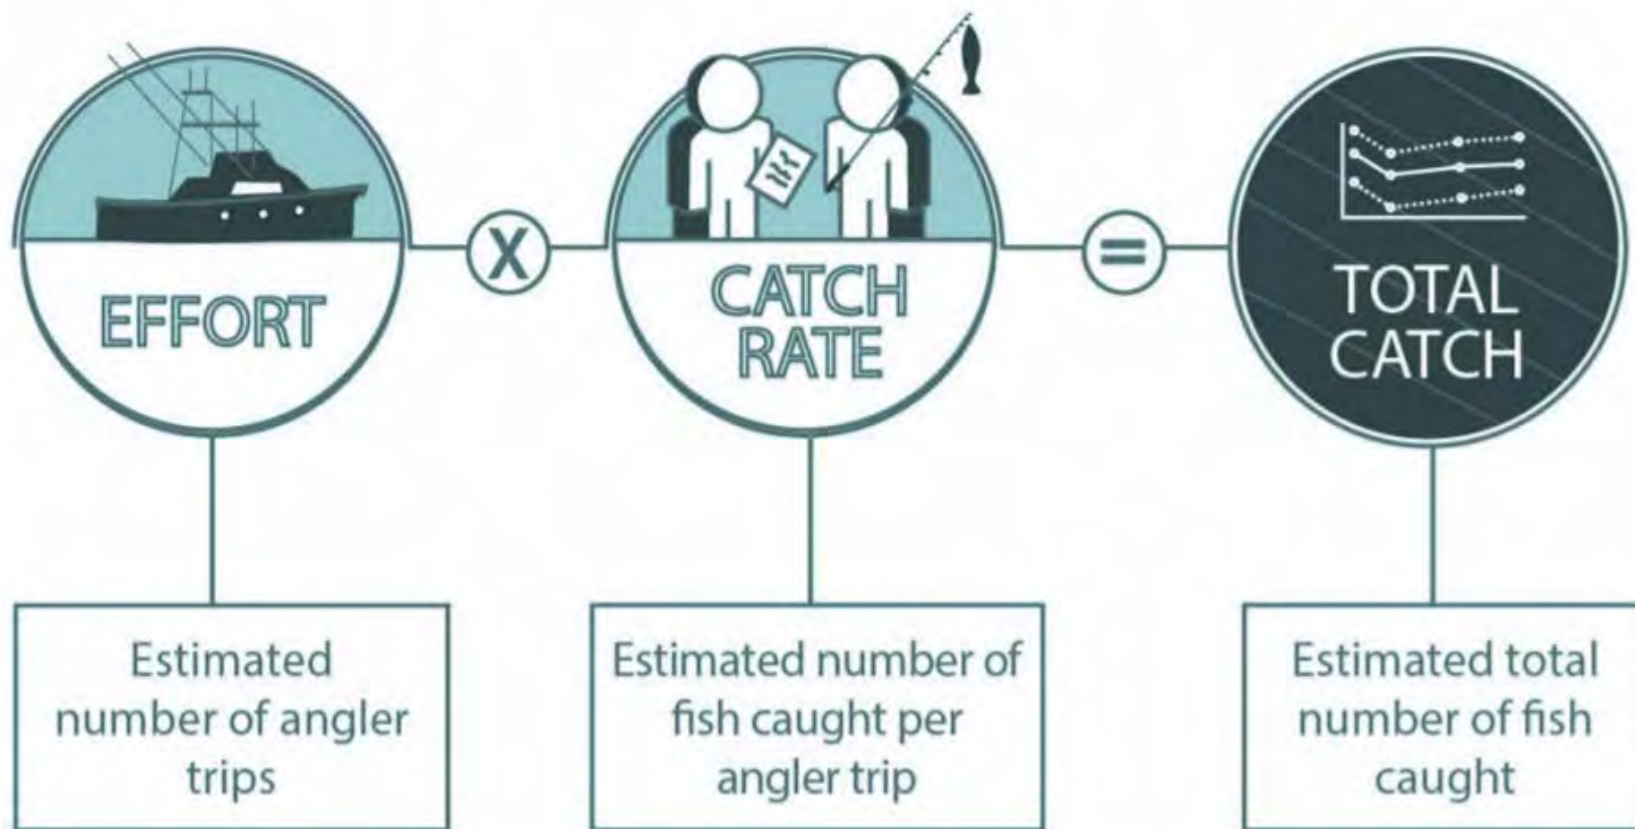 EFFORT
X
CATCH
RATE
=
TOTAL
CATCH
Estimated
number of angler
trips
Estimated number of
fish caught per
angler trip
Estimated total
number of fish
caught